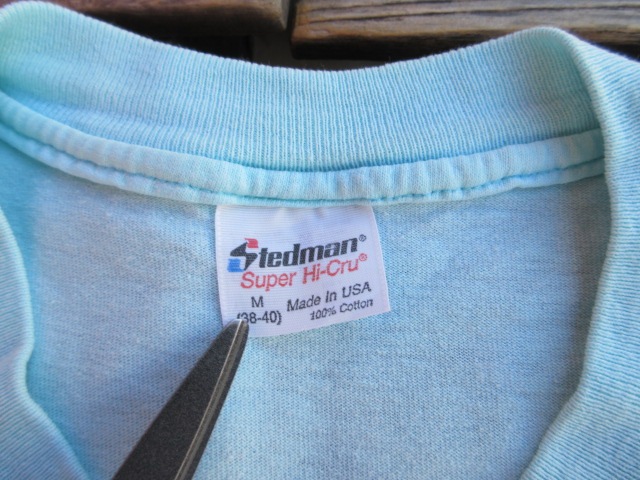 Stedman®
Super Hi-Cru®
M Made In USA
(38-40) 100% Cotton